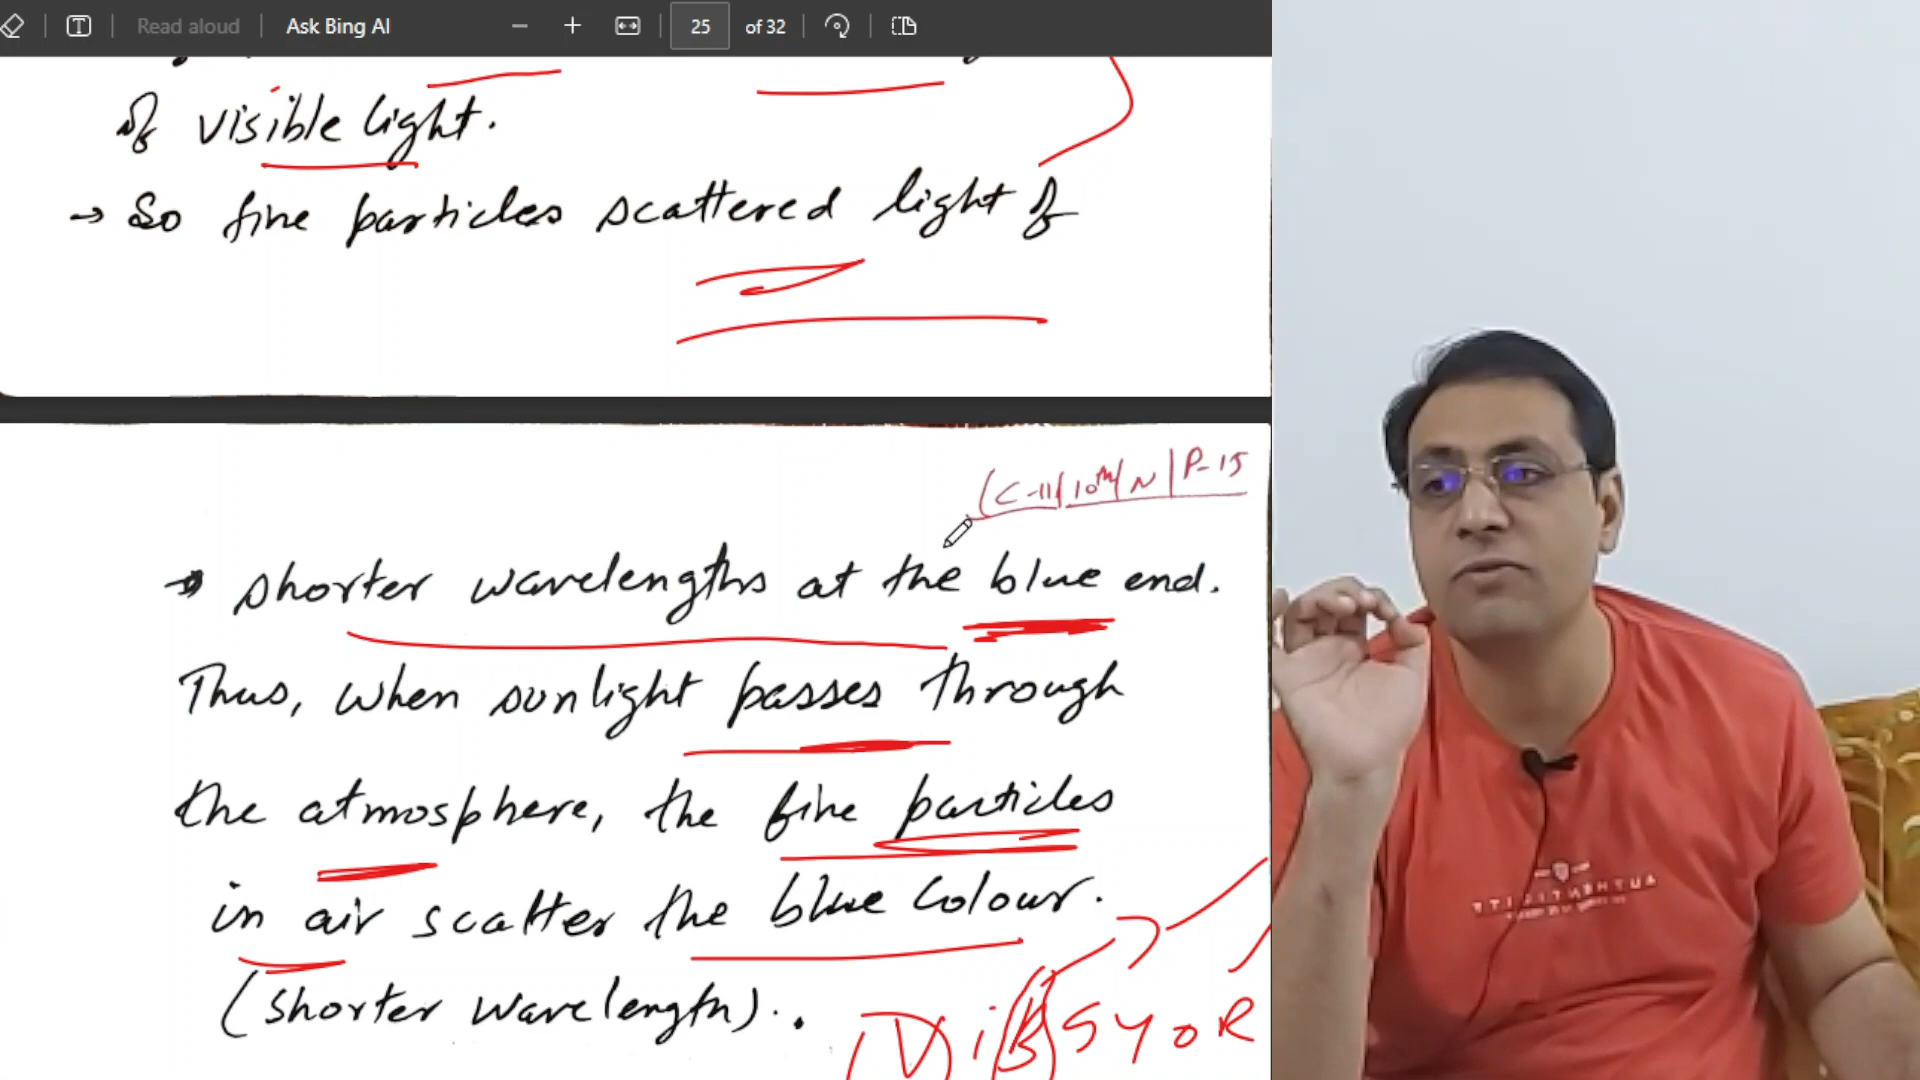 Read aloud
Ask Bing AI
25 of 32
of visible light.
→ So fine particles scattered light of
(C-11/10th/N/P-15
→ shorter wavelengths at the blue end.
Thus, when sunlight passes through
the atmosphere, the fine particles
in air scatter the blue colour.
(shorter wavelength).
V i B G Y O R
AUTHENTICITY